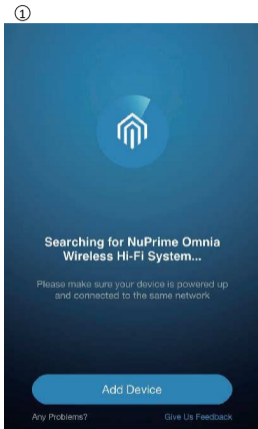 ①
Searching for NuPrime Omnia
Wireless Hi-Fi System...
Please make sure your device is powered up
and connected to the same network
Add Device
Any Problems? Give Us Feedback